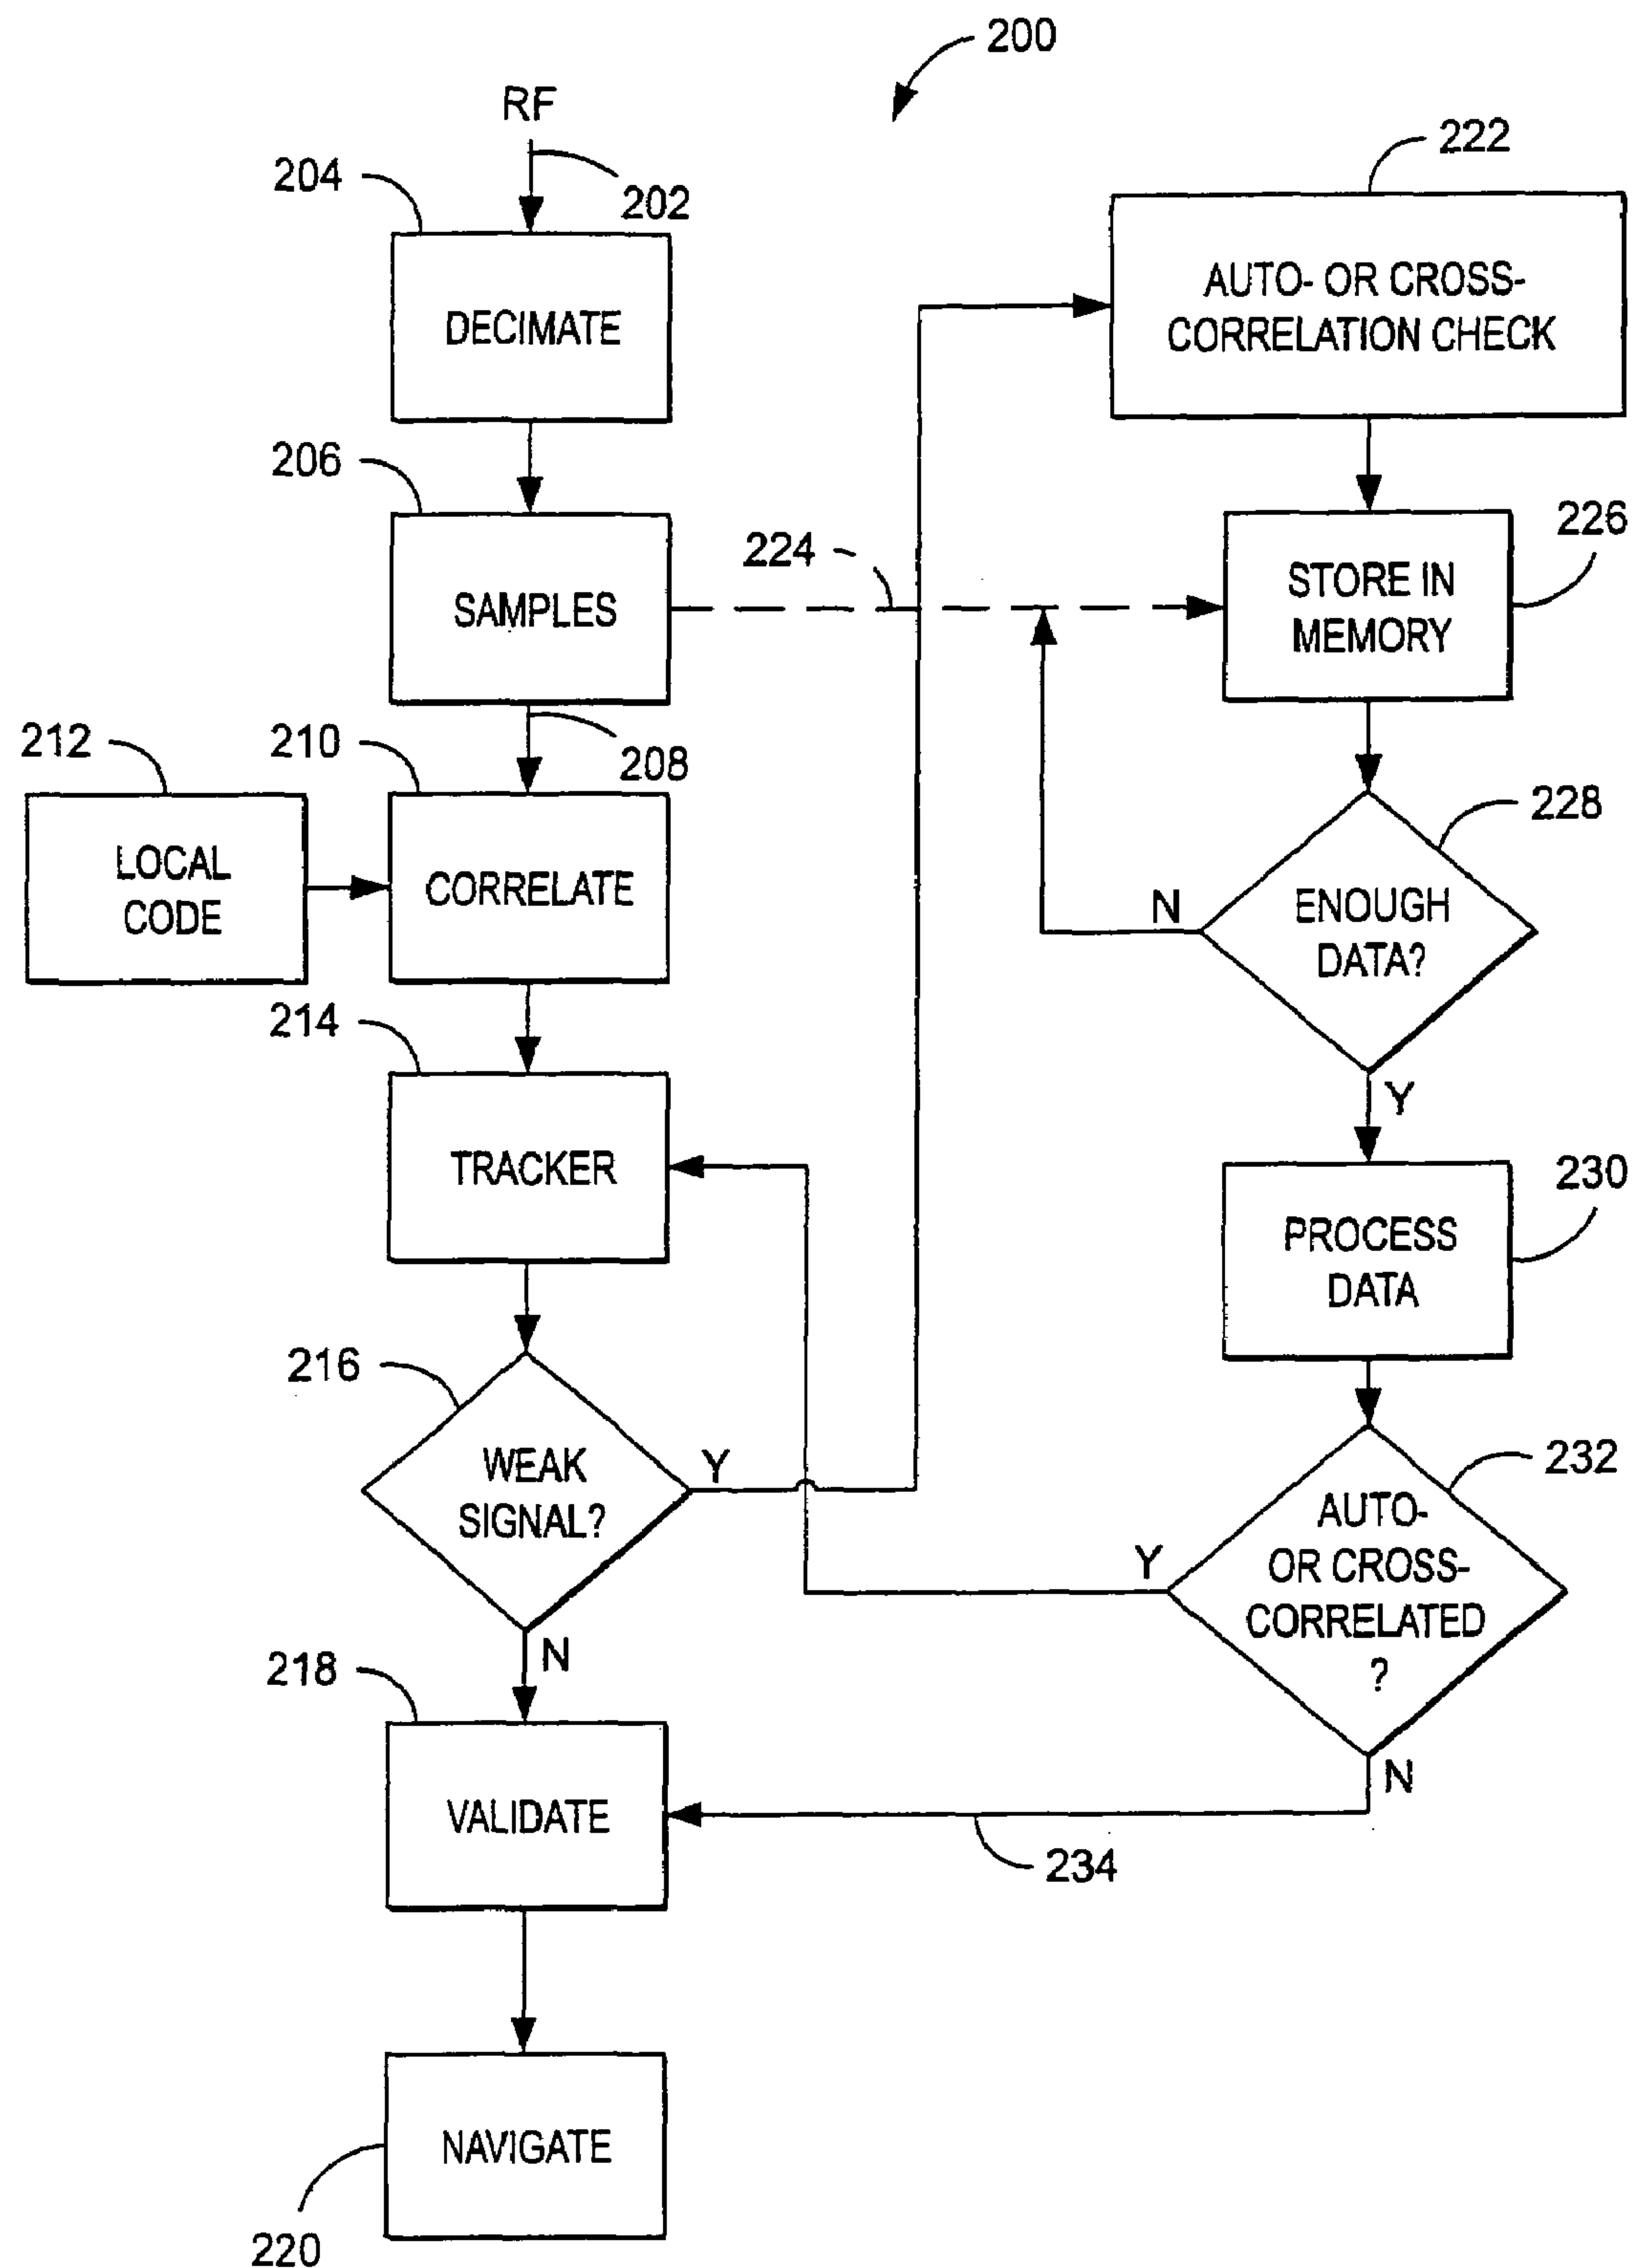 200
RF
202
204
DECIMATE
222
AUTO- OR CROSS-
CORRELATION CHECK
206
SAMPLES
224
226
STORE IN
MEMORY
208
212
LOCAL
CODE
210
CORRELATE
228
ENOUGH
DATA?
N
Y
214
TRACKER
230
PROCESS
DATA
216
WEAK
SIGNAL?
Y
N
232
AUTO-
OR CROSS-
CORRELATED
?
Y
N
218
VALIDATE
234
NAVIGATE
220